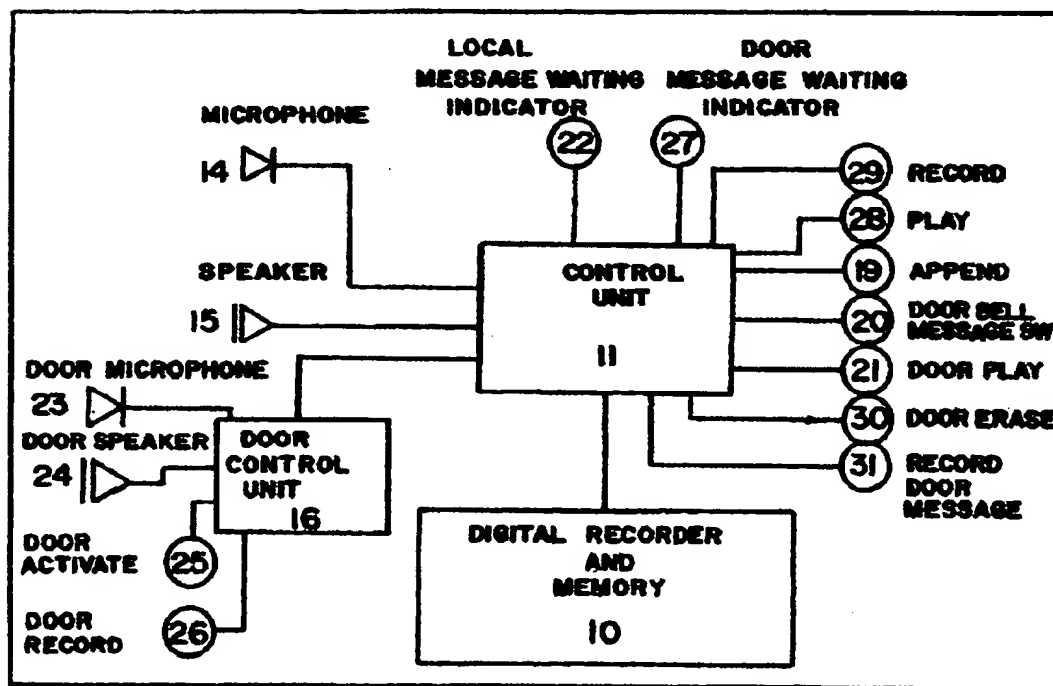 LOCAL
MESSAGE WAITING
INDICATOR
22
DOOR
MESSAGE WAITING
INDICATOR
27
MICROPHONE
14
SPEAKER
15
DOOR MICROPHONE
23
DOOR SPEAKER
24
DOOR
ACTIVATE
25
DOOR
RECORD
26
DOOR
CONTROL
UNIT
16
CONTROL
UNIT
11
29 RECORD
28 PLAY
19 APPEND
20 DOOR BELL
MESSAGE SW
21 DOOR PLAY
30 DOOR ERASE
31 RECORD
DOOR
MESSAGE
DIGITAL RECORDER
AND
MEMORY
10